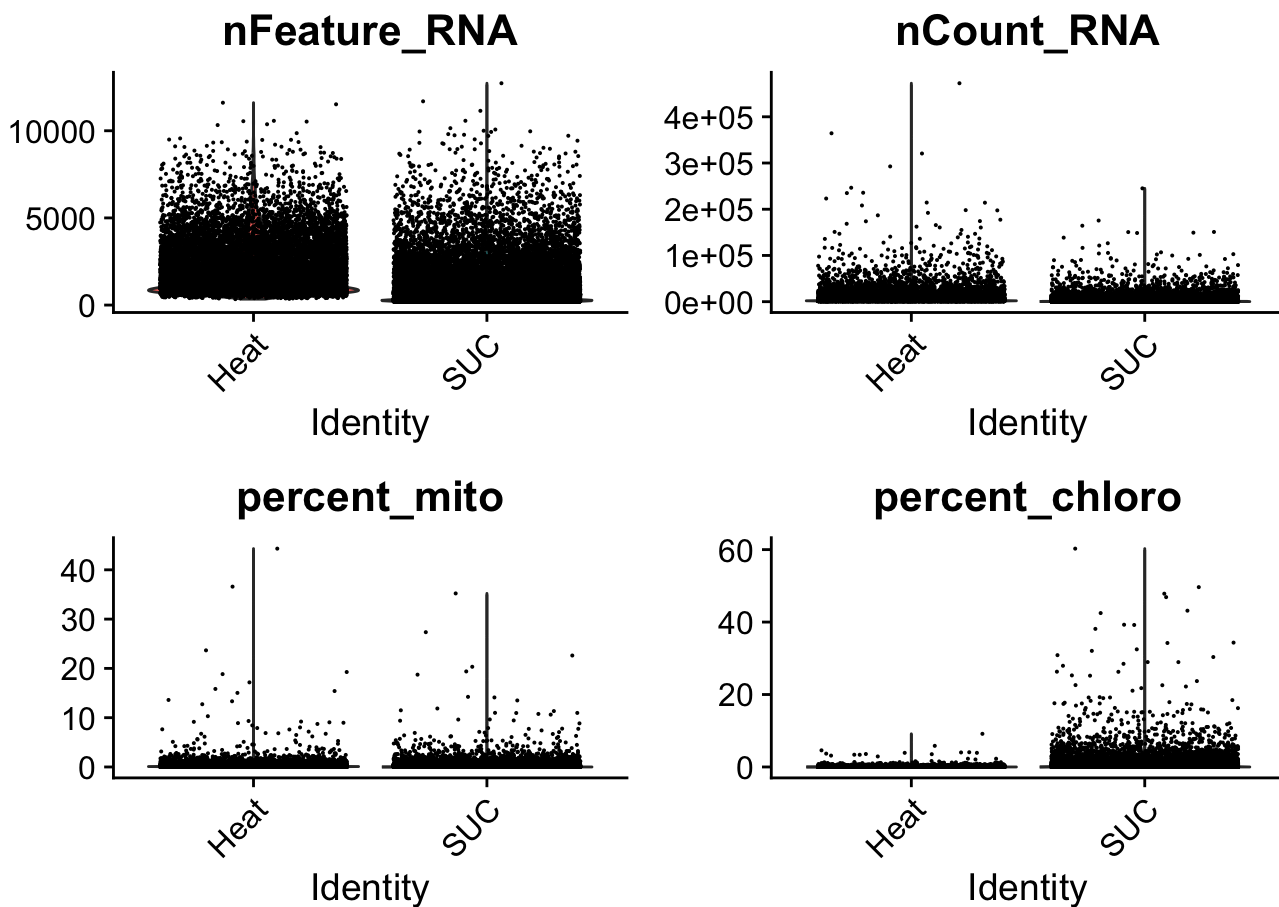 nFeature_RNA
10000
5000
0
Heat
SUC
Identity
nCount_RNA
4e+05
3e+05
2e+05
1e+05
0e+00
Heat
SUC
Identity
percent_mito
40
30
20
10
0
Heat
SUC
Identity
percent_chloro
60
40
20
0
Heat
SUC
Identity